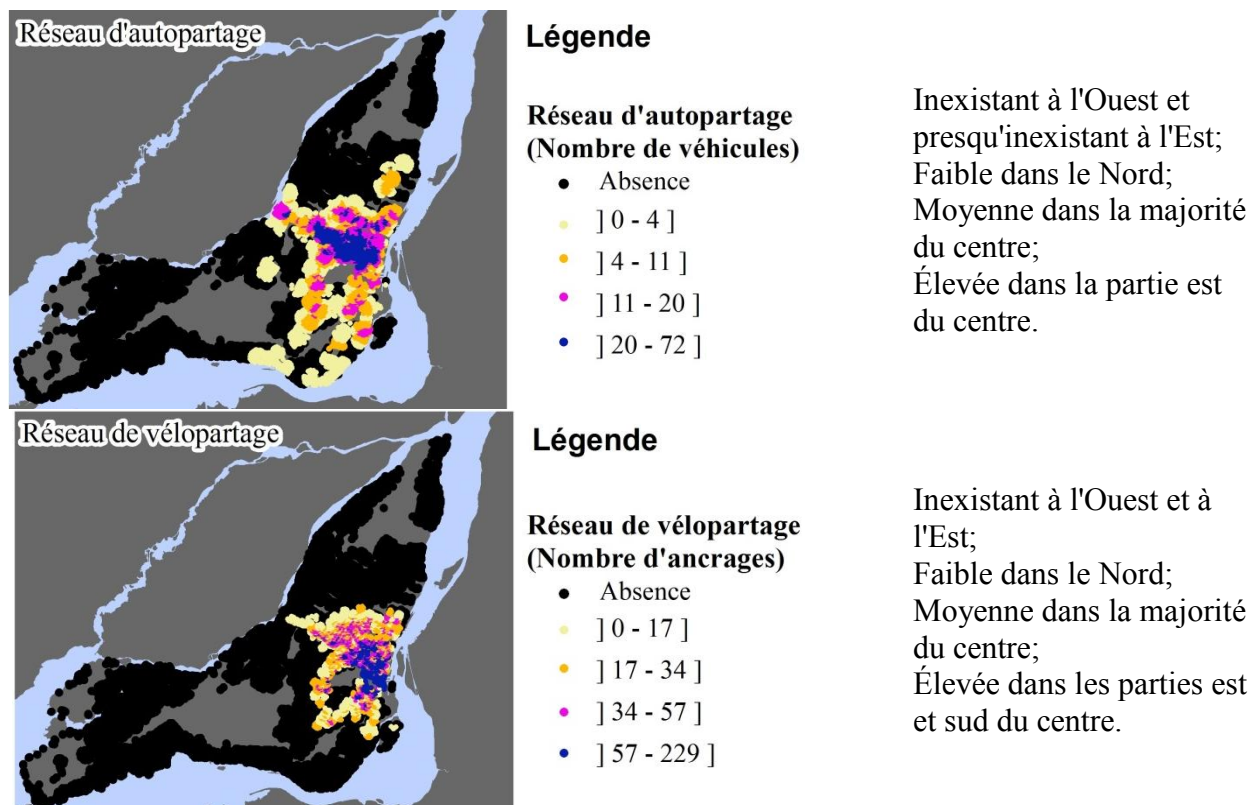 Réseau d'autopartage
Légende
Réseau d'autopartage
(Nombre de véhicules)
Absence
] 0 - 4 ]
] 4 - 11 ]
] 11 - 20 ]
] 20 - 72 ]
Inexistant à l'Ouest et
presqu'inexistant à l'Est;
Faible dans le Nord;
Moyenne dans la majorité
du centre;
Élevée dans la partie est
du centre.
Réseau de vélopartage
Légende
Réseau de vélopartage
(Nombre d'ancrages)
Absence
] 0 - 17 ]
] 17 - 34 ]
] 34 - 57 ]
] 57 - 229 ]
Inexistant à l'Ouest et à
l'Est;
Faible dans le Nord;
Moyenne dans la majorité
du centre;
Élevée dans les parties est
et sud du centre.